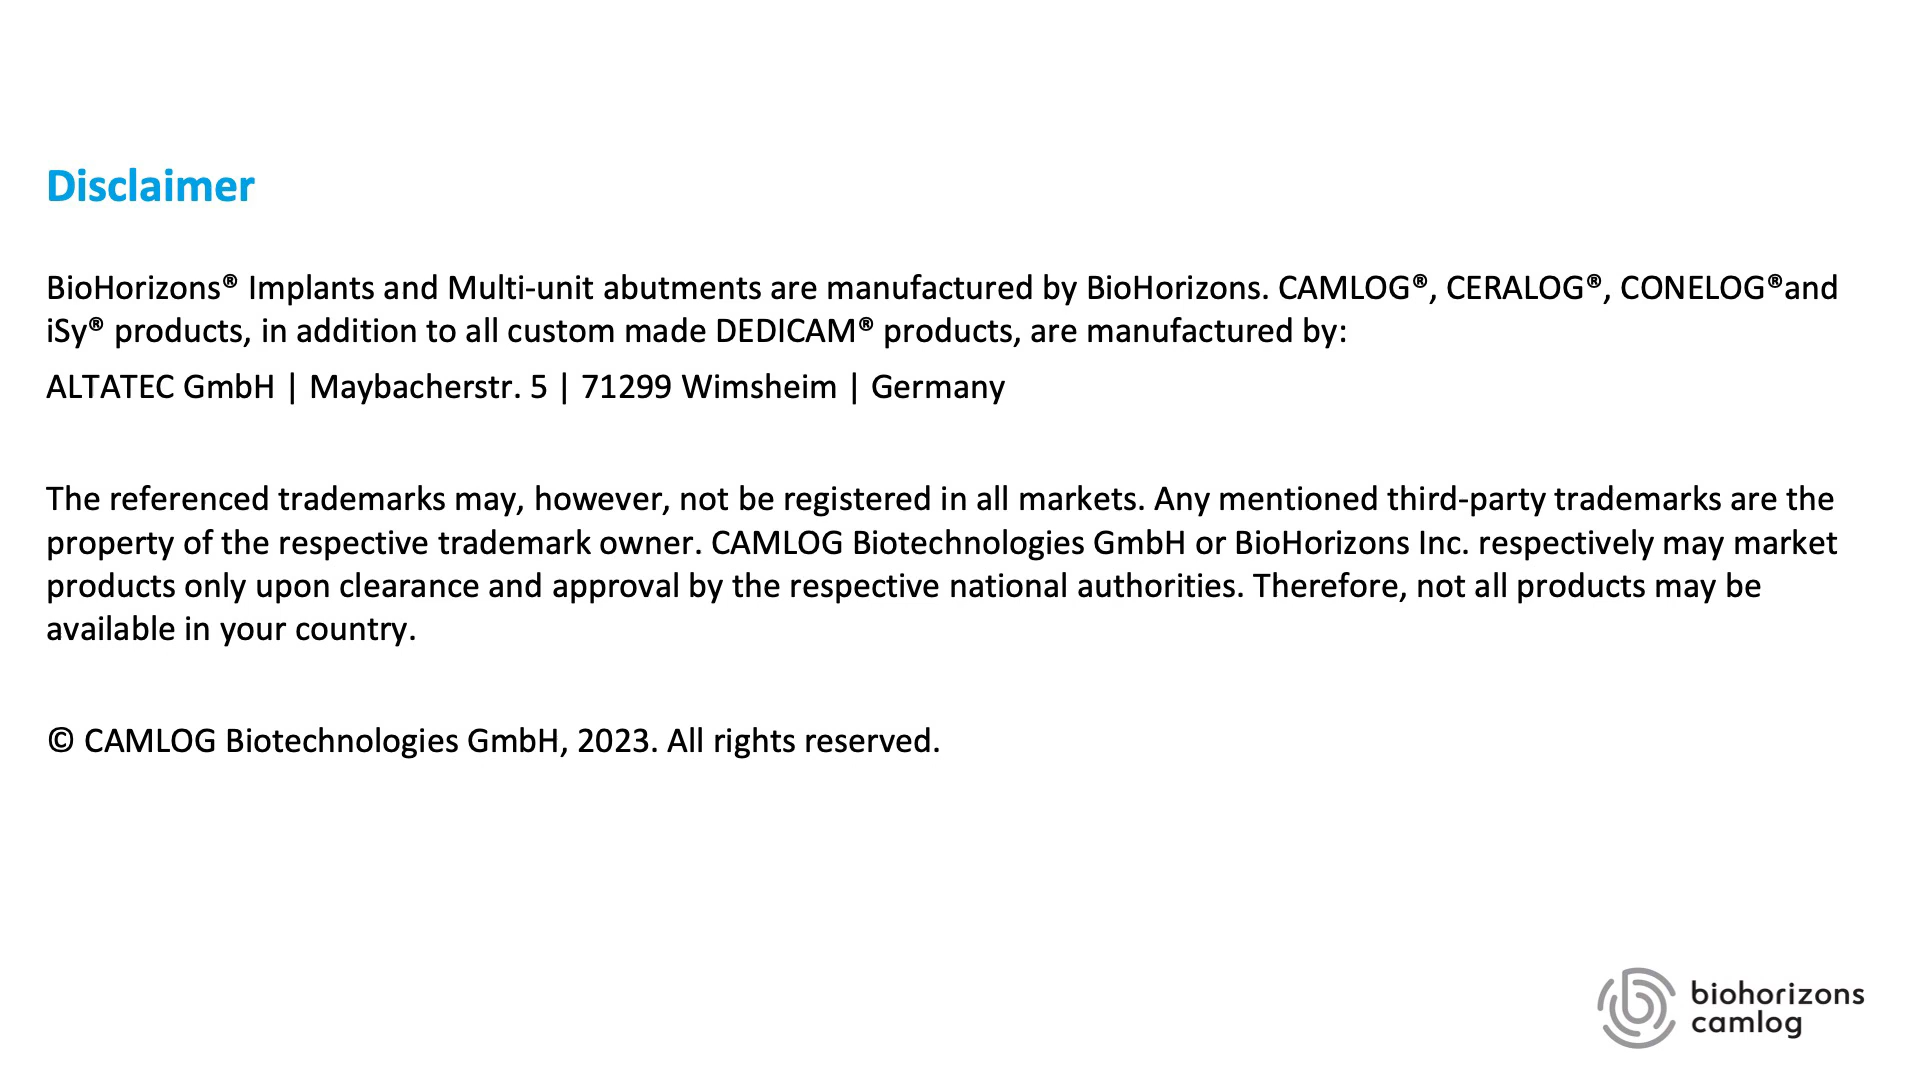 Disclaimer
BioHorizons® Implants and Multi-unit abutments are manufactured by BioHorizons. CAMLOG®, CERALOG®, CONELOG®and
iSy® products, in addition to all custom made DEDICAM® products, are manufactured by:
ALTATEC GmbH | Maybacherstr. 5 | 71299 Wimsheim | Germany
The referenced trademarks may, however, not be registered in all markets. Any mentioned third-party trademarks are the
property of the respective trademark owner. CAMLOG Biotechnologies GmbH or BioHorizons Inc. respectively may market
products only upon clearance and approval by the respective national authorities. Therefore, not all products may be
available in your country.
© CAMLOG Biotechnologies GmbH, 2023. All rights reserved.
biohorizons
camlog